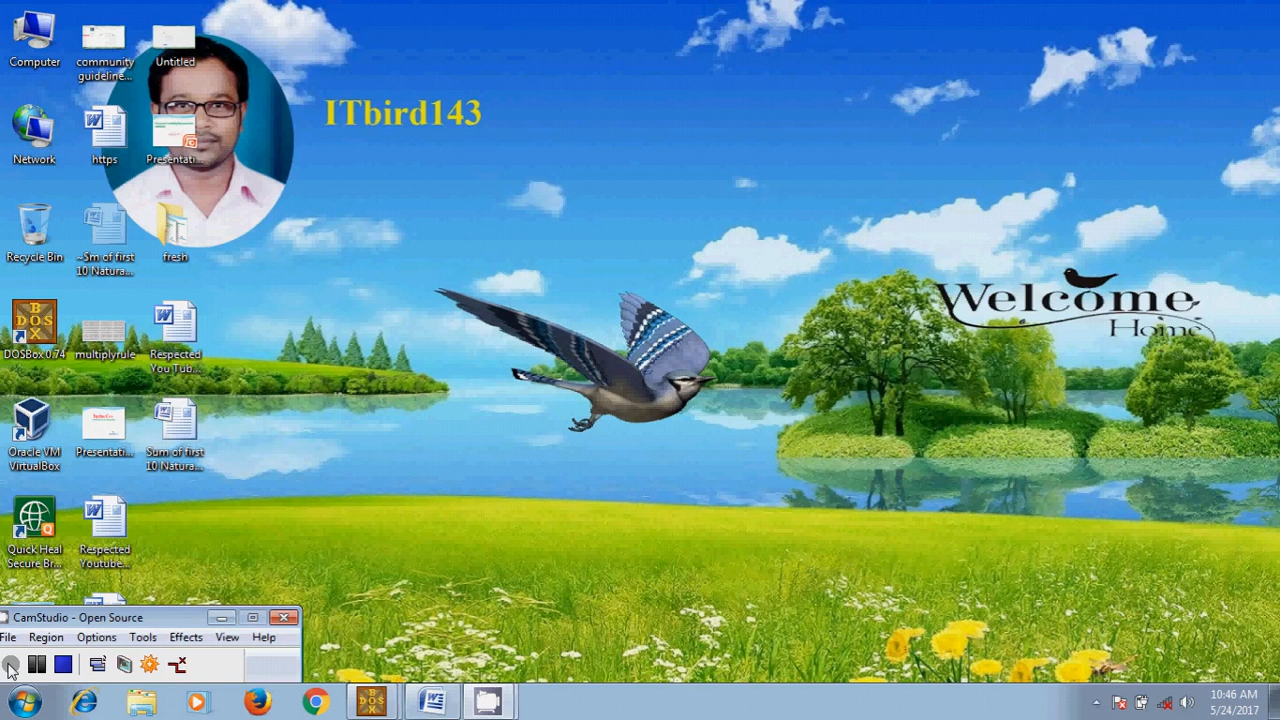 Computer
community
guideline...
Untitled
ITbird143
Network
https
Presentati...
Recycle Bin
~Sm of first
10 Natura...
fresh
Welcome
Home
DOSBox 0.74
multiplyrule
Respected
You Tub...
Oracle VM
VirtualBox
Presentati...
Sum of first
10 Natura...
Quick Heal
Secure Br...
Respected
Youtube...
CamStudio - Open Source
File Region Options Tools Effects View Help
10:46 AM
5/24/2017